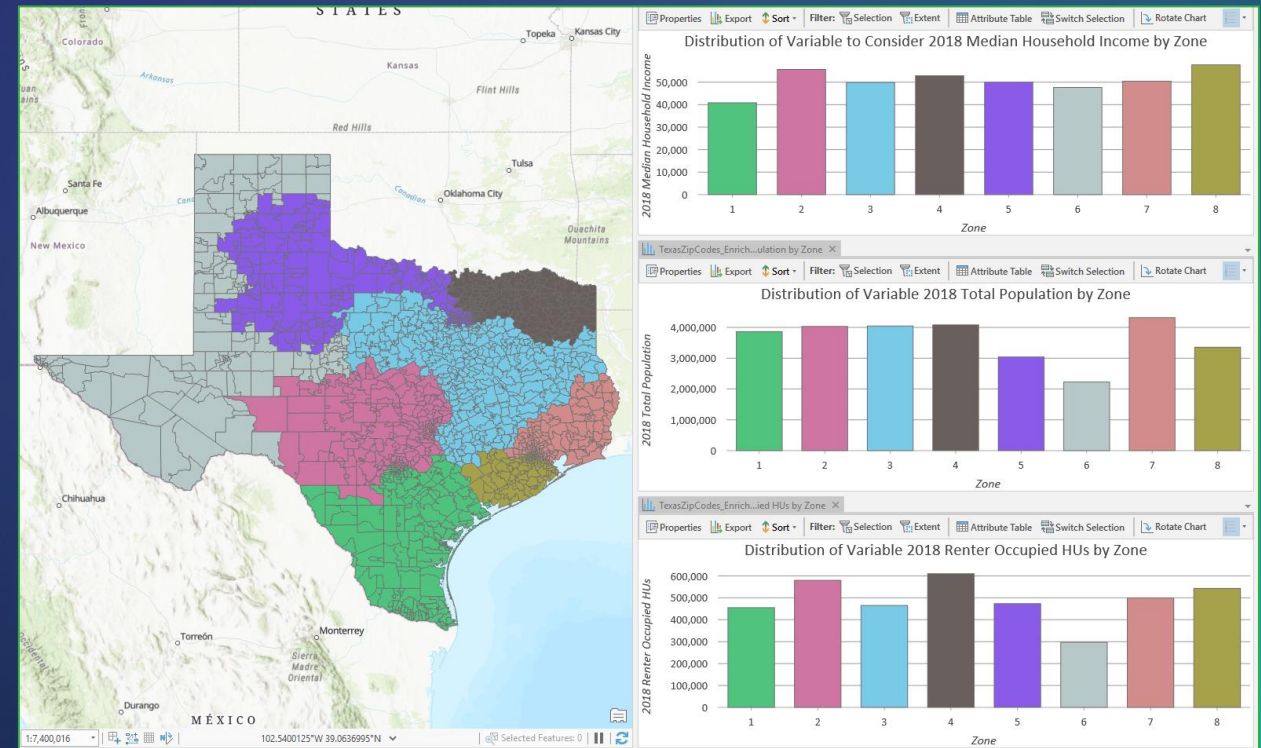 STATES
Colorado
Topeka
Kansas City
Kansas
Arkansas
Flint Hills
Red Hills
Tulsa
Santa Fe
Canadian
Oklahoma City
Albuquerque
New Mexico
Ouachita
Mountains
Chihuahua
Monterrey
Torreón
Sierra
Madre
Oriental
Durango
MÉXICO
1:7,400,016
102.5400125°W 39.0636995°N
Selected Features: 0
Properties Export Sort Filter: Selection Extent Attribute Table Switch Selection Rotate Chart
Distribution of Variable to Consider 2018 Median Household Income by Zone
2018 Median Household Income
50,000
40,000
30,000
20,000
10,000
0
1 2 3 4 5 6 7 8
Zone
TexasZipCodes_Enrich...ulation by Zone
Properties Export Sort Filter: Selection Extent Attribute Table Switch Selection Rotate Chart
Distribution of Variable 2018 Total Population by Zone
2018 Total Population
4,000,000
3,000,000
2,000,000
1,000,000
0
1 2 3 4 5 6 7 8
Zone
TexasZipCodes_Enrich...ied HUs by Zone
Properties Export Sort Filter: Selection Extent Attribute Table Switch Selection Rotate Chart
Distribution of Variable 2018 Renter Occupied HUs by Zone
2018 Renter Occupied HUs
600,000
500,000
400,000
300,000
200,000
100,000
0
1 2 3 4 5 6 7 8
Zone